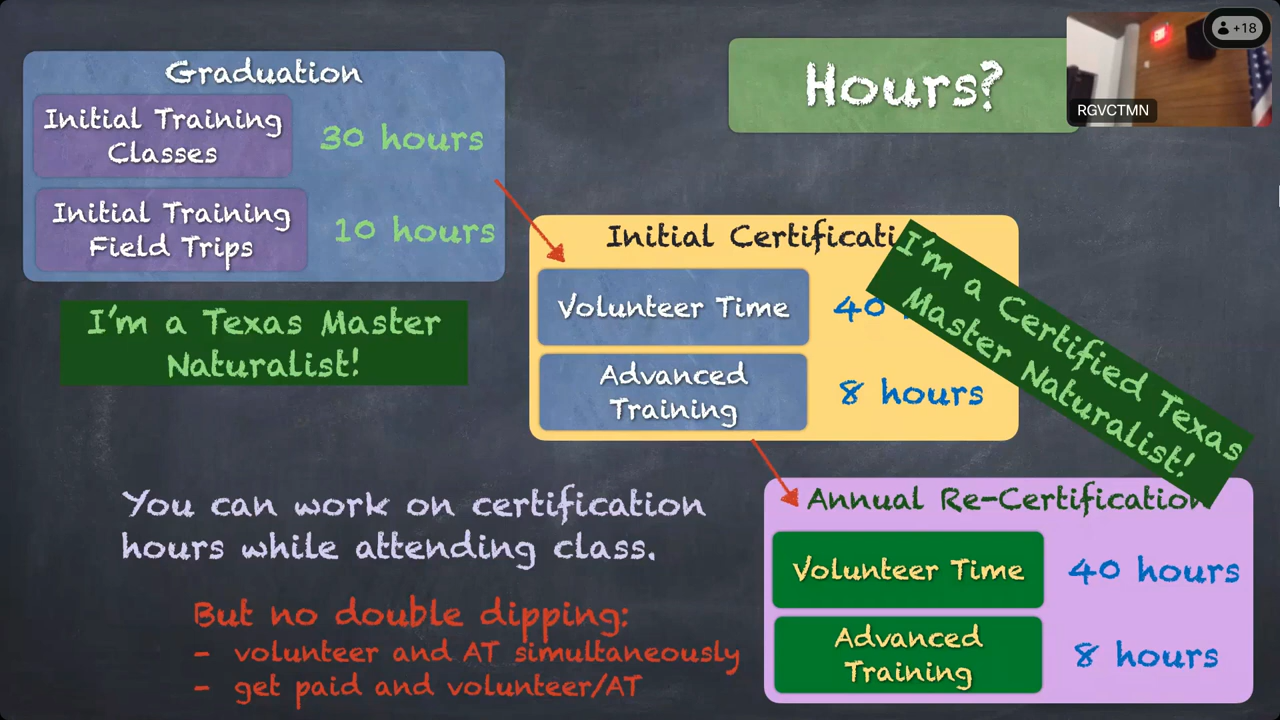 Graduation
Initial Training
Classes
30 hours
Initial Training
Field Trips
10 hours
I'm a Texas Master
Naturalist!
Hours?
+18
RGVCTMN
Initial Certificati
Volunteer Time
40
Advanced
Training
8 hours
I'm a Certified Texas
Master Naturalist!
You can work on certification
hours while attending class.
But no double dipping:
- volunteer and AT simultaneously
- get paid and volunteer/AT
Annual Re-Certification
Volunteer Time
40 hours
Advanced
Training
8 hours